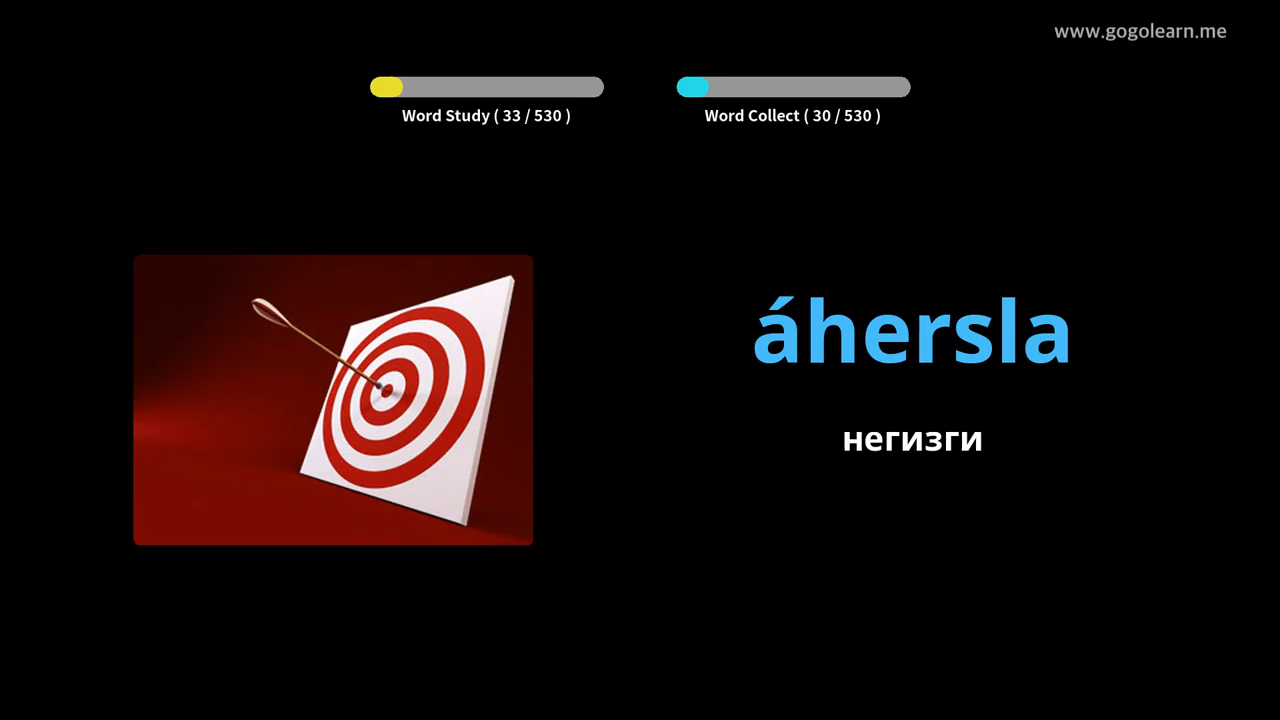 www.gogolearn.me
Word Study ( 33 / 530 )
Word Collect ( 30 / 530 )
áhersla
негизги